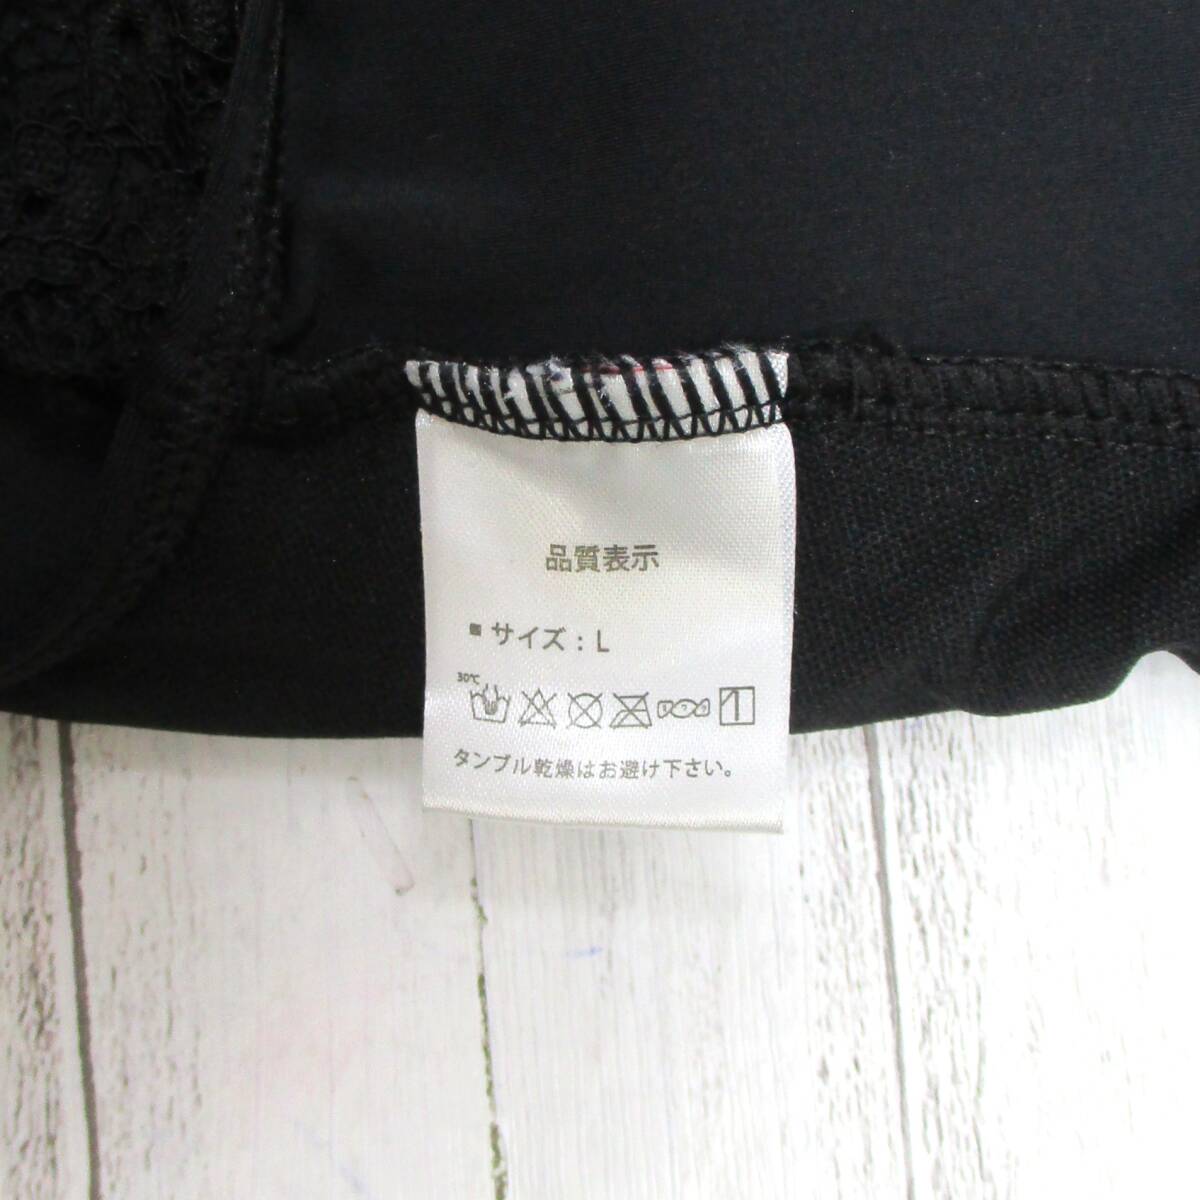 品質表示
■ サイズ：L
30℃
タンブル乾燥はお避け下さい。